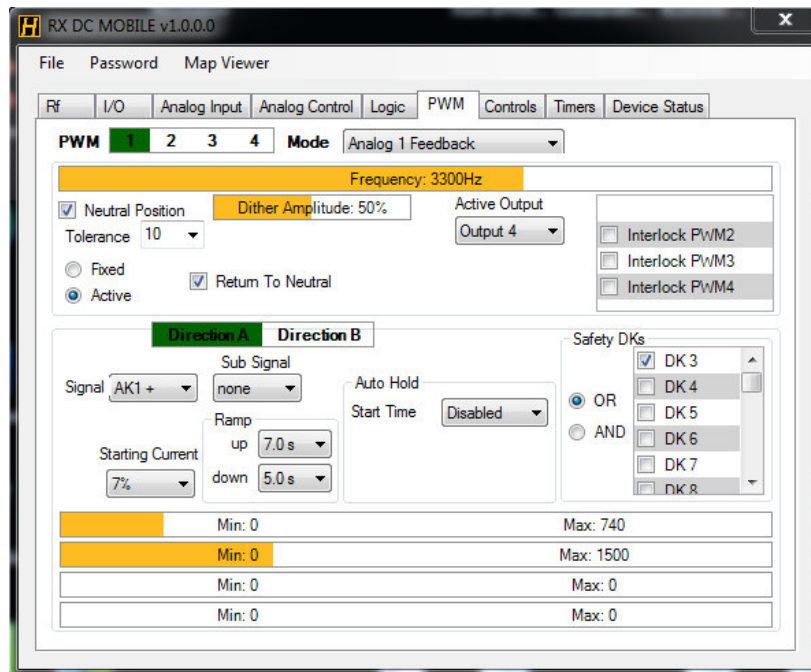 H RX DC MOBILE v1.0.0.0 x
File Password Map Viewer
Rf I/O Analog Input Analog Control Logic PWM Controls Timers Device Status
PWM 1 2 3 4 Mode Analog 1 Feedback
Frequency: 3300Hz
Neutral Position Dither Amplitude: 50% Active Output
Tolerance 10 Output 4 Interlock PWM2
Fixed Return To Neutral Interlock PWM3
Active Interlock PWM4
Direction A Direction B Safety DKs
Sub Signal DK 3
Signal AK1 + none Auto Hold OR DK 4
Ramp Start Time Disabled DK 5
up 7.0 s AND DK 6
Starting Current DK 7
7% down 5.0 s DK 8
Min: 0 Max: 740
Min: 0 Max: 1500
Min: 0 Max: 0
Min: 0 Max: 0